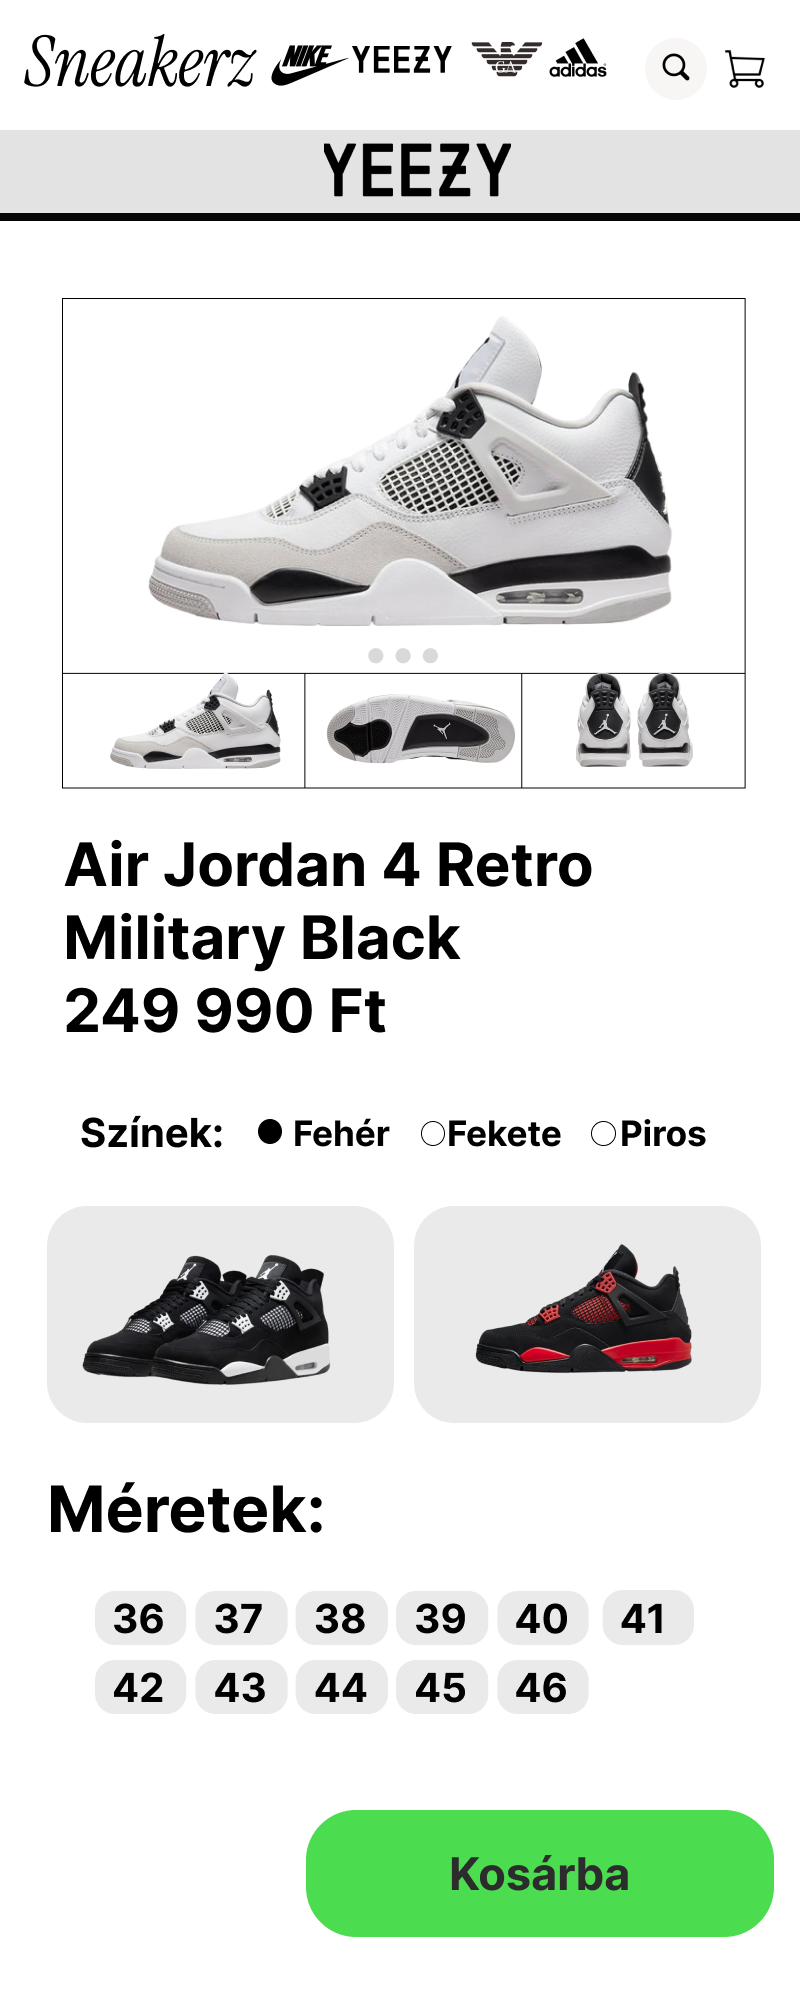 Sneakerz NIKE YEEZY GA adidas
YEEZY
Air Jordan 4 Retro
Military Black
249 990 Ft
Színek: Fehér Fekete Piros
Méretek:
36 37 38 39 40 41
42 43 44 45 46
Kosárba